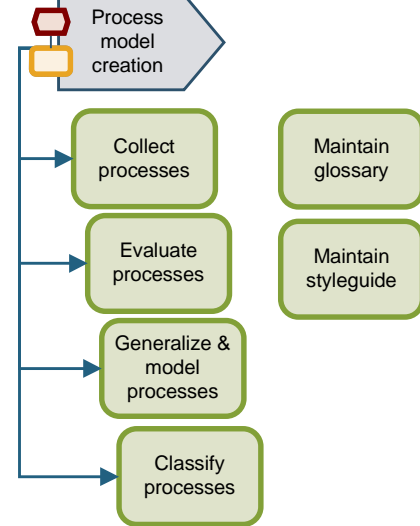 Process
model
creation
Collect
processes
Maintain
glossary
Evaluate
processes
Maintain
styleguide
Generalize &
model
processes
Classify
processes